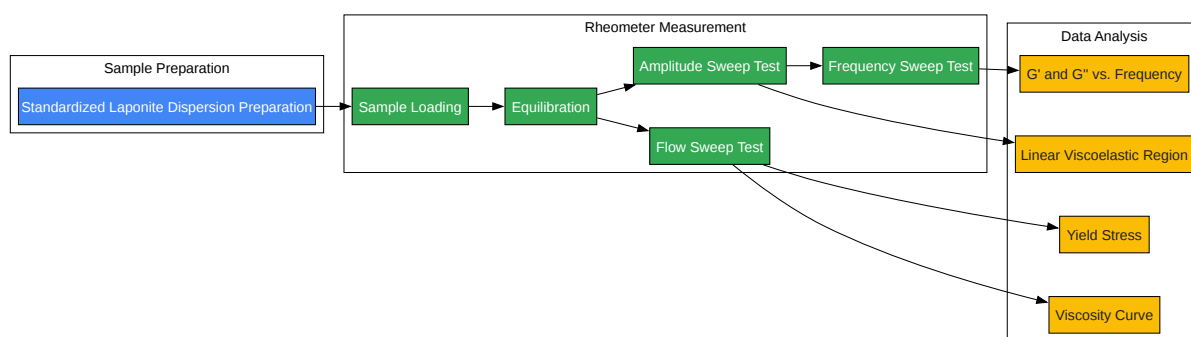 Sample Preparation
Standardized Laponite Dispersion Preparation
Rheometer Measurement
Sample Loading
Equilibration
Amplitude Sweep Test
Frequency Sweep Test
Flow Sweep Test
Data Analysis
G' and G'' vs. Frequency
Linear Viscoelastic Region
Yield Stress
Viscosity Curve